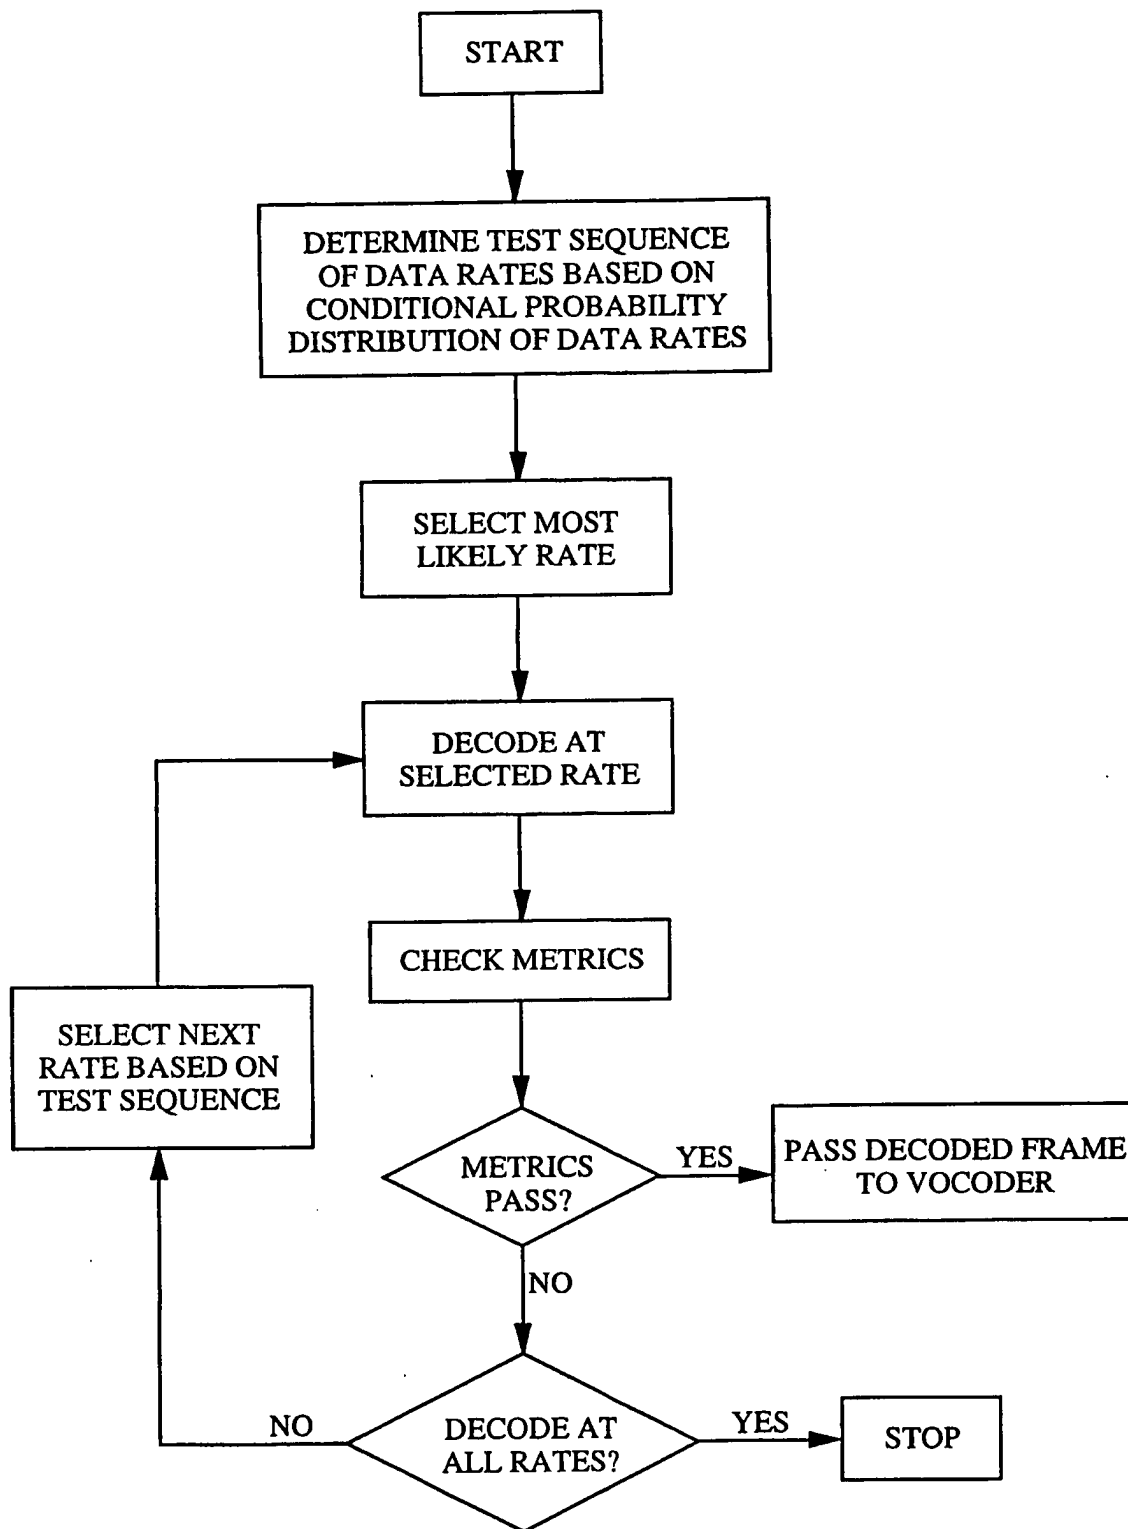 START
DETERMINE TEST SEQUENCE
OF DATA RATES BASED ON
CONDITIONAL PROBABILITY
DISTRIBUTION OF DATA RATES
SELECT MOST
LIKELY RATE
DECODE AT
SELECTED RATE
CHECK METRICS
SELECT NEXT
RATE BASED ON
TEST SEQUENCE
METRICS
PASS?
YES
PASS DECODED FRAME
TO VOCODER
NO
DECODE AT
ALL RATES?
NO
YES
STOP